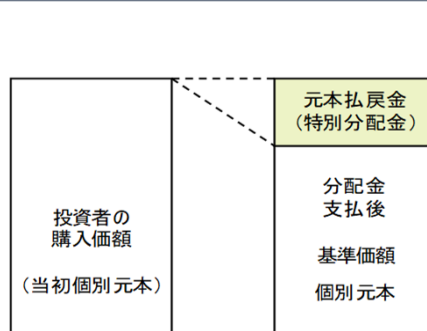 元本払戻金
（特別分配金）
投資者の
購入価額
（当初個別元本）
分配金
支払後
基準価額
個別元本